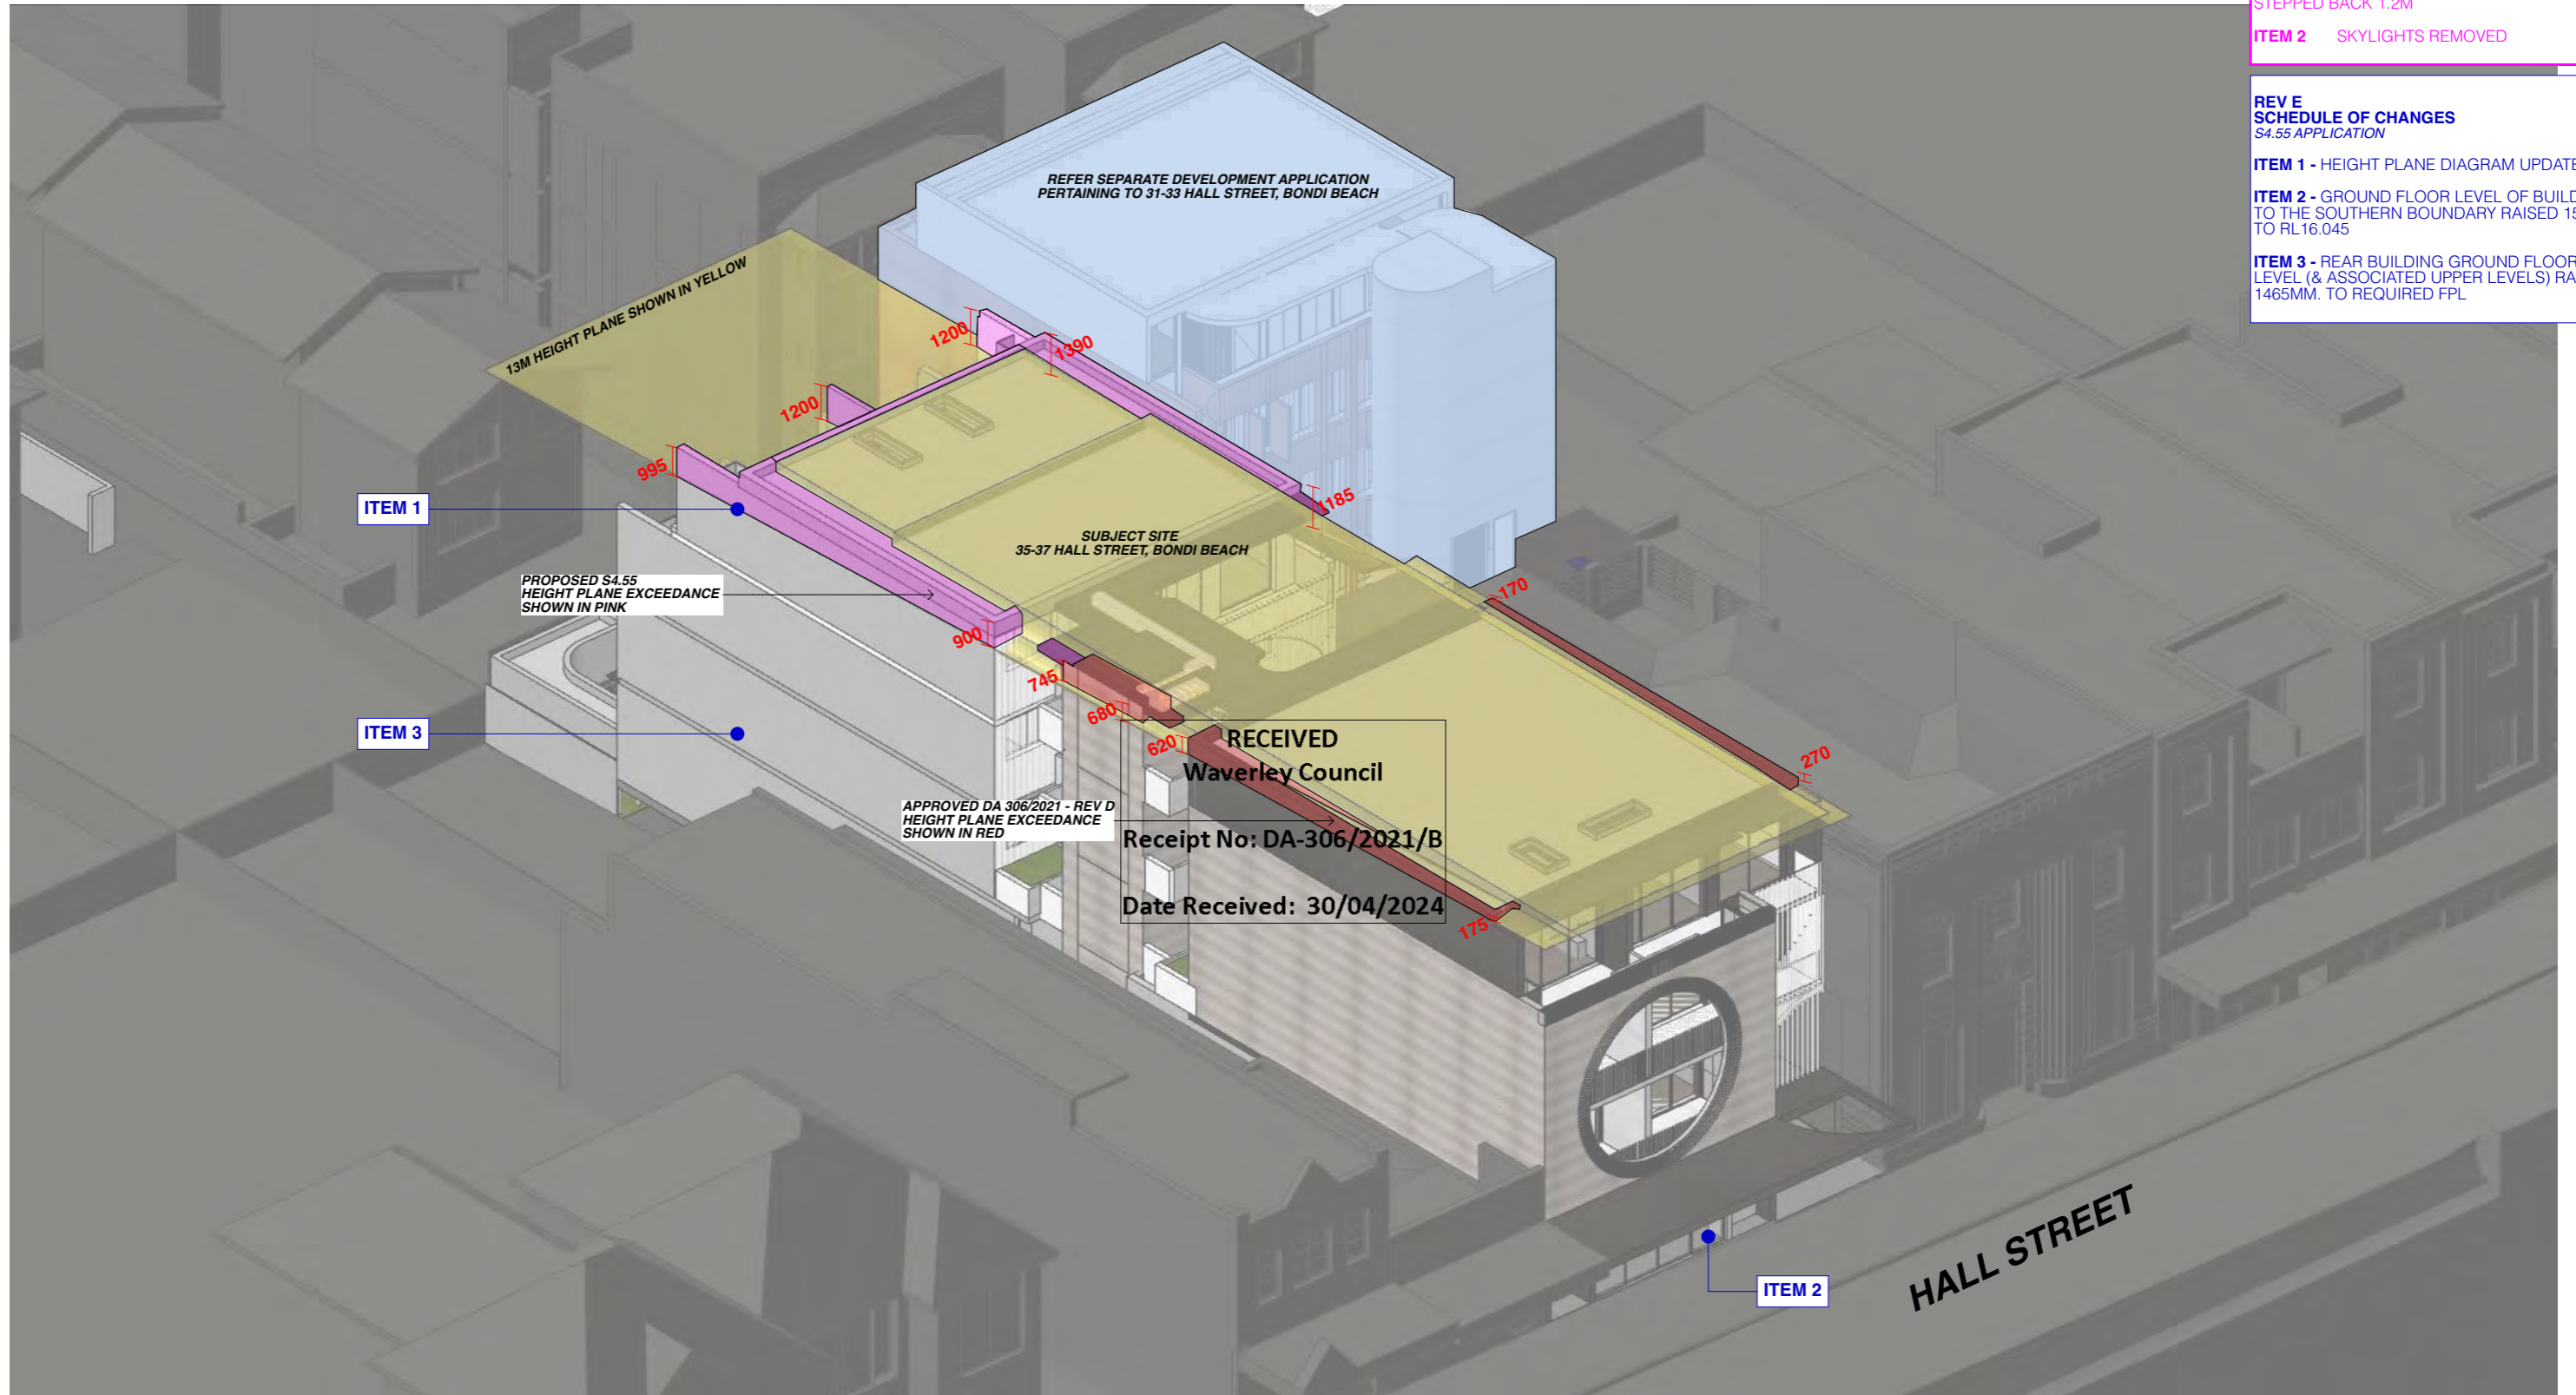 STEPPED BACK 1.2M
ITEM 2 SKYLIGHTS REMOVED
REV E
SCHEDULE OF CHANGES
S4.55 APPLICATION
ITEM 1 - HEIGHT PLANE DIAGRAM UPDATE
ITEM 2 - GROUND FLOOR LEVEL OF BUILD
TO THE SOUTHERN BOUNDARY RAISED 15
TO RL16.045
ITEM 3 - REAR BUILDING GROUND FLOOR
LEVEL (& ASSOCIATED UPPER LEVELS) RA
1465MM. TO REQUIRED FPL
REFER SEPARATE DEVELOPMENT APPLICATION
PERTAINING TO 31-33 HALL STREET, BONDI BEACH
13M HEIGHT PLANE SHOWN IN YELLOW
1200
1390
1200
995
1185
ITEM 1
SUBJECT SITE
35-37 HALL STREET, BONDI BEACH
PROPOSED S4.55
HEIGHT PLANE EXCEEDANCE
SHOWN IN PINK
170
900
745
680
620
ITEM 3
RECEIVED
Waverley Council
270
APPROVED DA 306/2021 - REV D
HEIGHT PLANE EXCEEDANCE
SHOWN IN RED
Receipt No: DA-306/2021/B
Date Received: 30/04/2024
175
HALL STREET
ITEM 2